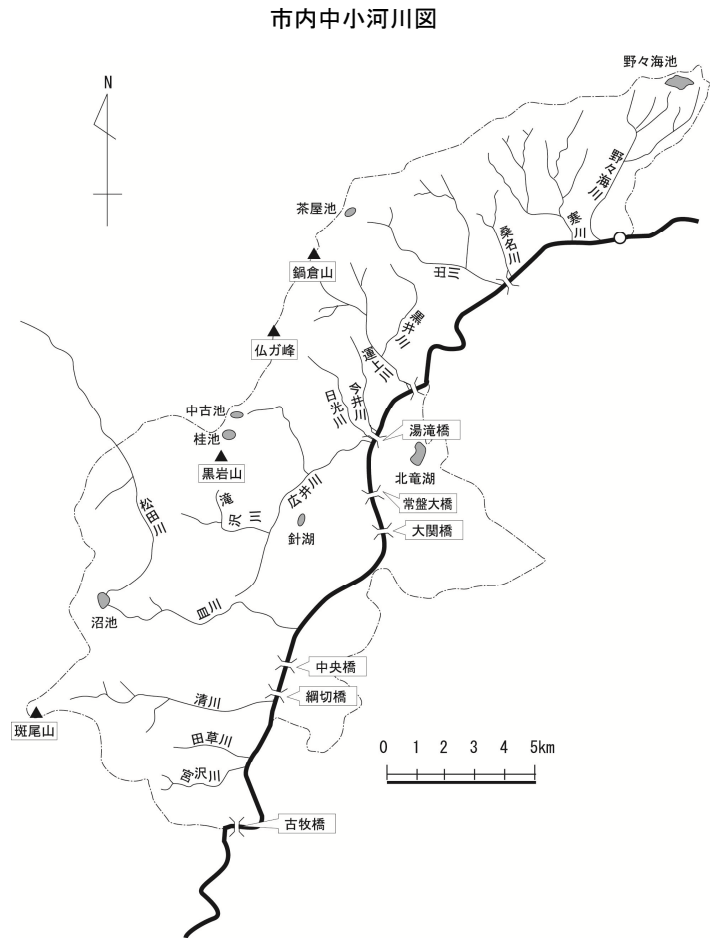 市内中小河川図
野々海池
N
野々海川
茶屋池
寒川
桑名川
鍋倉山
出川
黒井川
仏ガ峰
運上川
今井川
日光川
中古池
湯滝橋
桂池
黒岩山
北竜湖
滝沢川
広井川
常盤大橋
松田川
針湖
大関橋
沼池
皿川
中央橋
清川
綱切橋
斑尾山
田草川
0 1 2 3 4 5km
宮沢川
古牧橋